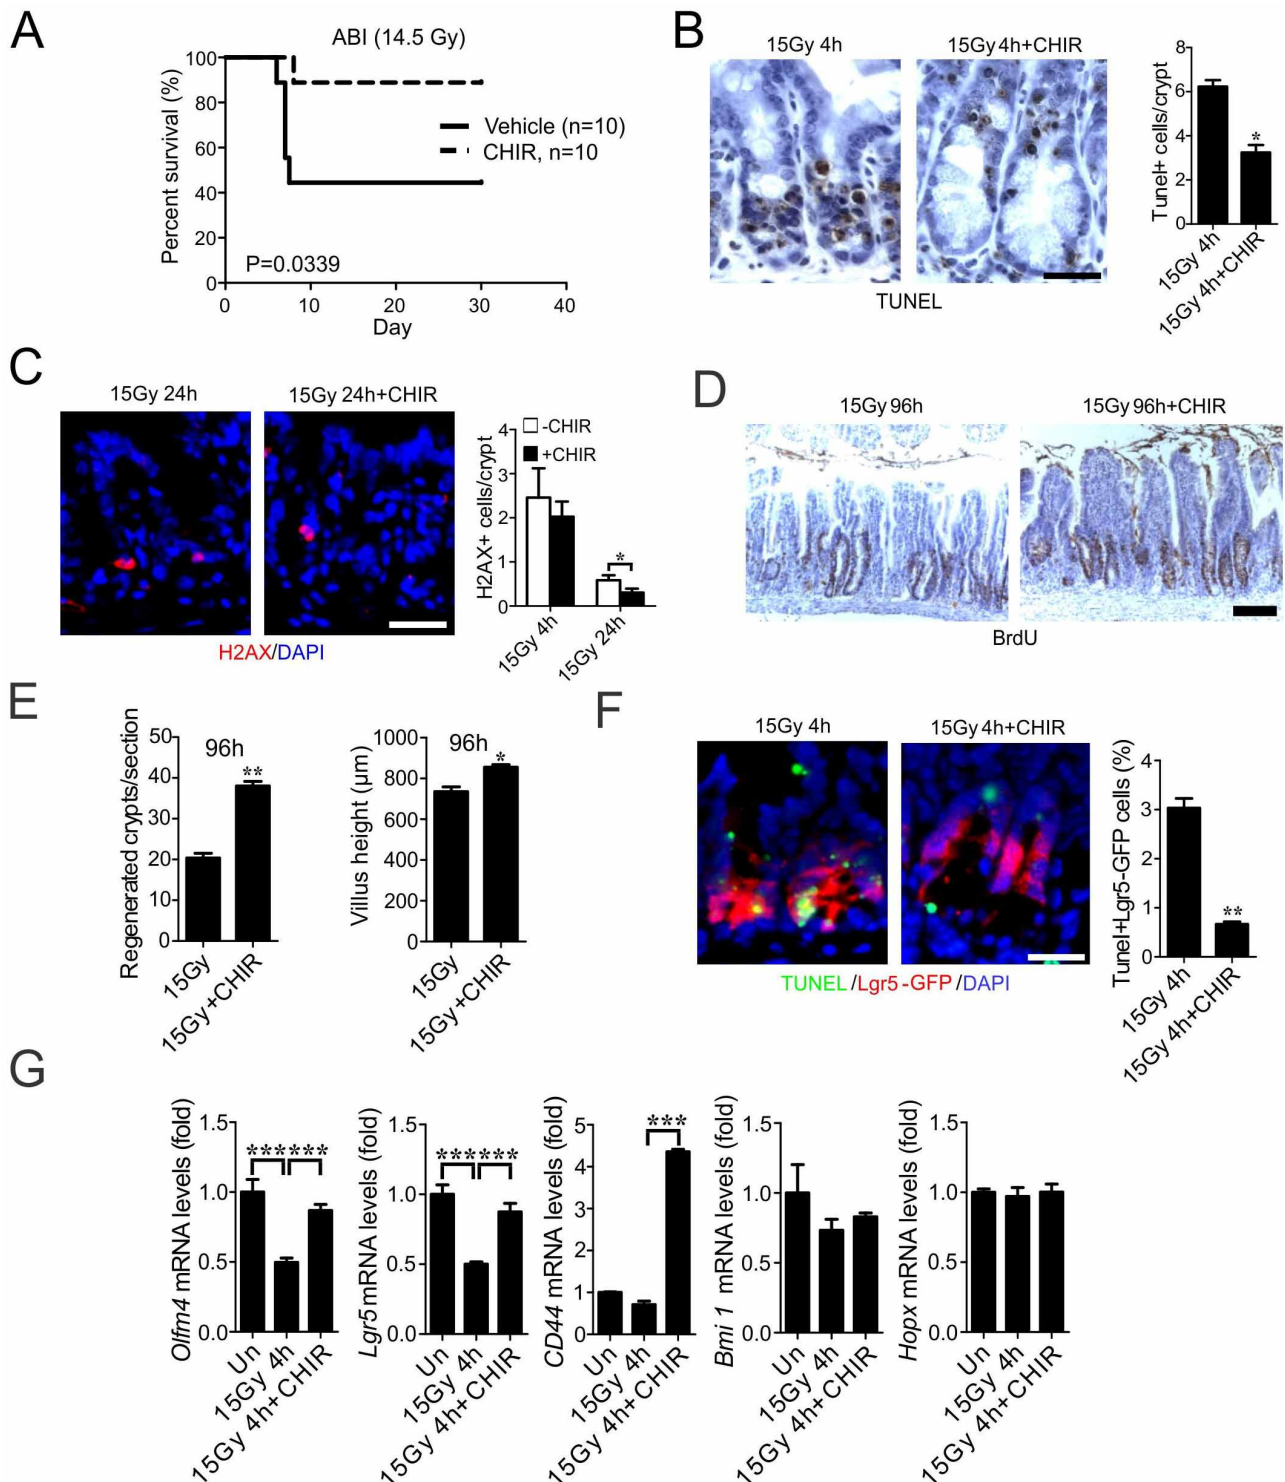 A
ABI (14.5 Gy)
Percent survival (%)
100
80
60
40
20
0
Vehicle (n=10)
CHIR, n=10
P=0.0339
0
10
20
30
40
Day
B
15Gy 4h
15Gy 4h+CHIR
TUNEL
Tunel+ cells/crypt
8
6
4
2
0
*
15Gy 4h
15Gy 4h+CHIR
C
15Gy 24h
15Gy 24h+CHIR
H2AX/DAPI
H2AX+ cells/crypt
4
3
2
1
0
-CHIR
+CHIR
*
15Gy 4h
15Gy 24h
D
15Gy 96h
15Gy 96h+CHIR
BrdU
E
Regenerated crypts/section
50
40
30
20
10
0
96h
**
15Gy
15Gy+CHIR
Villus height (µm)
1000
800
600
400
200
0
96h
*
15Gy
15Gy+CHIR
F
15Gy 4h
15Gy 4h+CHIR
TUNEL/Lgr5-GFP/DAPI
Tunel+Lgr5-GFP cells (%)
4
3
2
1
0
**
15Gy 4h
15Gy 4h+CHIR
G
Olfm4 mRNA levels (fold)
1.5
1.0
0.5
0.0
*** ***
Un
15Gy 4h
15Gy 4h+CHIR
Lgr5 mRNA levels (fold)
1.5
1.0
0.5
0.0
*** ***
Un
15Gy 4h
15Gy 4h+CHIR
CD44 mRNA levels (fold)
5
4
3
2
1
0
***
Un
15Gy 4h
15Gy 4h+CHIR
Bmi 1 mRNA levels (fold)
1.5
1.0
0.5
0.0
Un
15Gy 4h
15Gy 4h+CHIR
Hopx mRNA levels (fold)
1.5
1.0
0.5
0.0
Un
15Gy 4h
15Gy 4h+CHIR